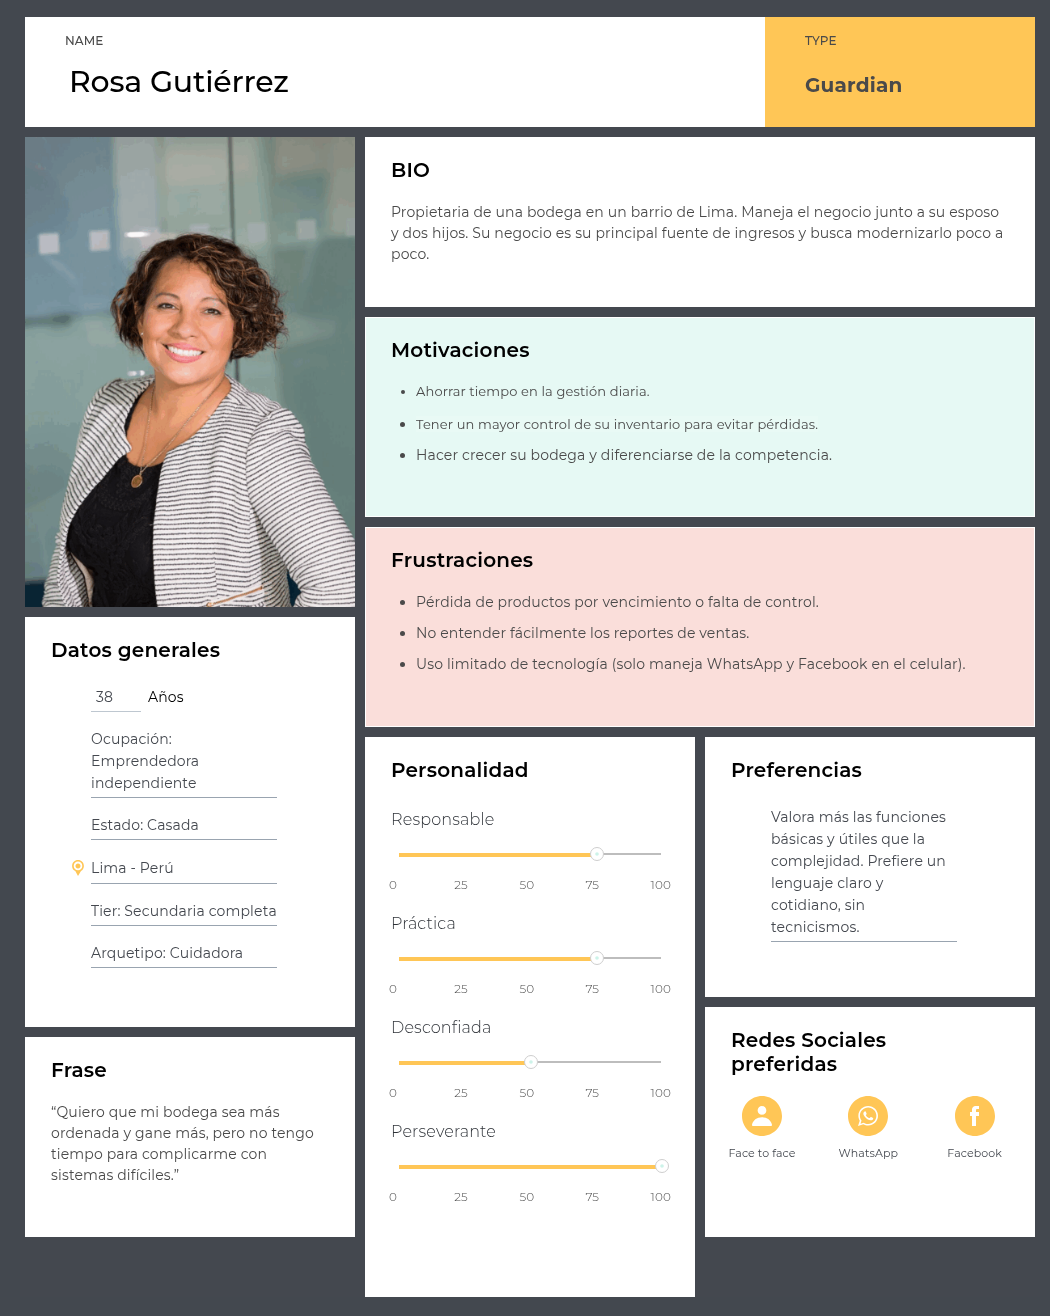 NAME
Rosa Gutiérrez
TYPE
Guardian
BIO
Propietaria de una bodega en un barrio de Lima. Maneja el negocio junto a su esposo
y dos hijos. Su negocio es su principal fuente de ingresos y busca modernizarlo poco a
poco.
Motivaciones
• Ahorrar tiempo en la gestión diaria.
• Tener un mayor control de su inventario para evitar pérdidas.
• Hacer crecer su bodega y diferenciarse de la competencia.
Frustraciones
• Pérdida de productos por vencimiento o falta de control.
• No entender fácilmente los reportes de ventas.
• Uso limitado de tecnología (solo maneja WhatsApp y Facebook en el celular).
Datos generales
38 Años
Ocupación:
Emprendedora
independiente
Estado: Casada
Lima - Perú
Tier: Secundaria completa
Arquetipo: Cuidadora
Frase
“Quiero que mi bodega sea más
ordenada y gane más, pero no tengo
tiempo para complicarme con
sistemas difíciles.”
Personalidad
Responsable
0 25 50 75 100
Práctica
0 25 50 75 100
Desconfiada
0 25 50 75 100
Perseverante
0 25 50 75 100
Preferencias
Valora más las funciones
básicas y útiles que la
complejidad. Prefiere un
lenguaje claro y
cotidiano, sin
tecnicismos.
Redes Sociales
preferidas
Face to face
WhatsApp
Facebook